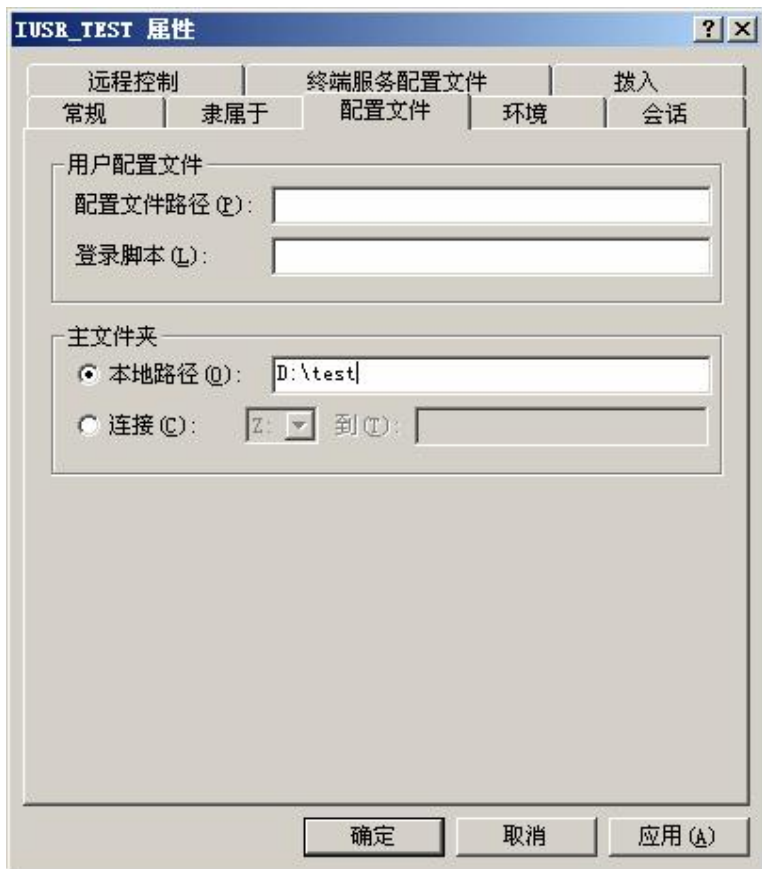 IUSR_TEST 属性
远程控制 终端服务配置文件 拨入
常规 隶属于 配置文件 环境 会话
用户配置文件
配置文件路径(P):
登录脚本(L):
主文件夹
本地路径(O): D:\test
连接(C): Z: 到(T):
确定 取消 应用(A)